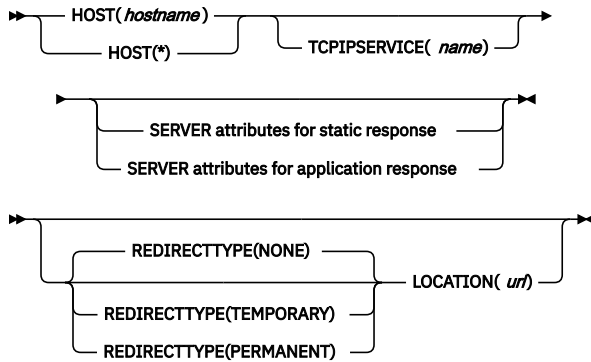 HOST(hostname)
HOST(*)
TCPIPSERVICE( name)
SERVER attributes for static response
SERVER attributes for application response
REDIRECTTYPE(NONE)
REDIRECTTYPE(TEMPORARY)
REDIRECTTYPE(PERMANENT)
LOCATION( url)